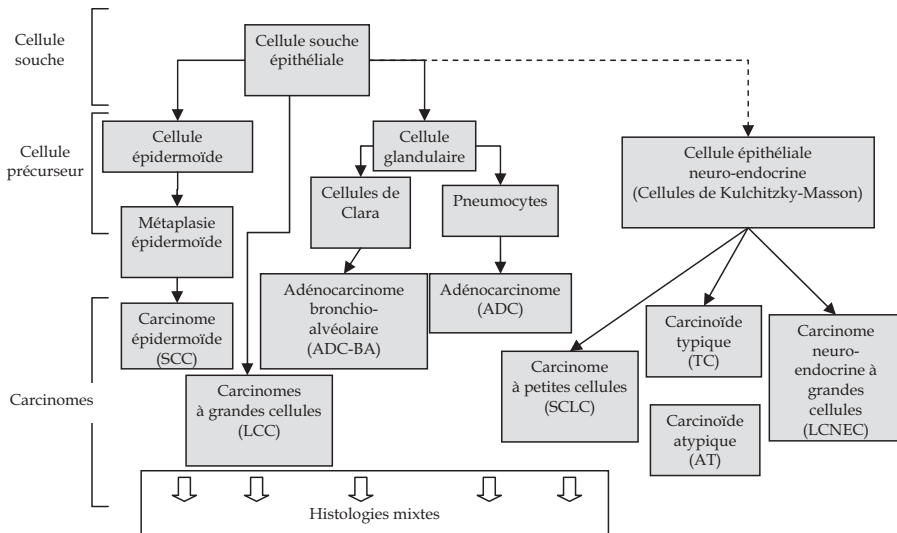 Cellule
souche
Cellule souche
épithéliale
Cellule
précurseur
Cellule
épidermoïde
Cellule
glandulaire
Cellule épithéliale
neuro-endocrine
(Cellules de Kulchitzky-Masson)
Métaplasie
épidermoïde
Cellules de
Clara
Pneumocytes
Carcinomes
Carcinome
épidermoïde
(SCC)
Carcinomes
à grandes cellules
(LCC)
Adénocarcinome
bronchio-
alvéolaire
(ADC-BA)
Adénocarcinome
(ADC)
Carcinome
à petites cellules
(SCLC)
Carcinoïde
typique
(TC)
Carcinoïde
atypique
(AT)
Carcinome
neuro-
endocrine à
grandes
cellules
(LCNEC)
Histologies mixtes